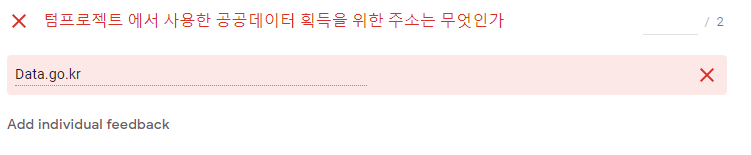 텀프로젝트 에서 사용한 공공데이터 획득을 위한 주소는 무엇인가
/ 2
Data.go.kr
Add individual feedback